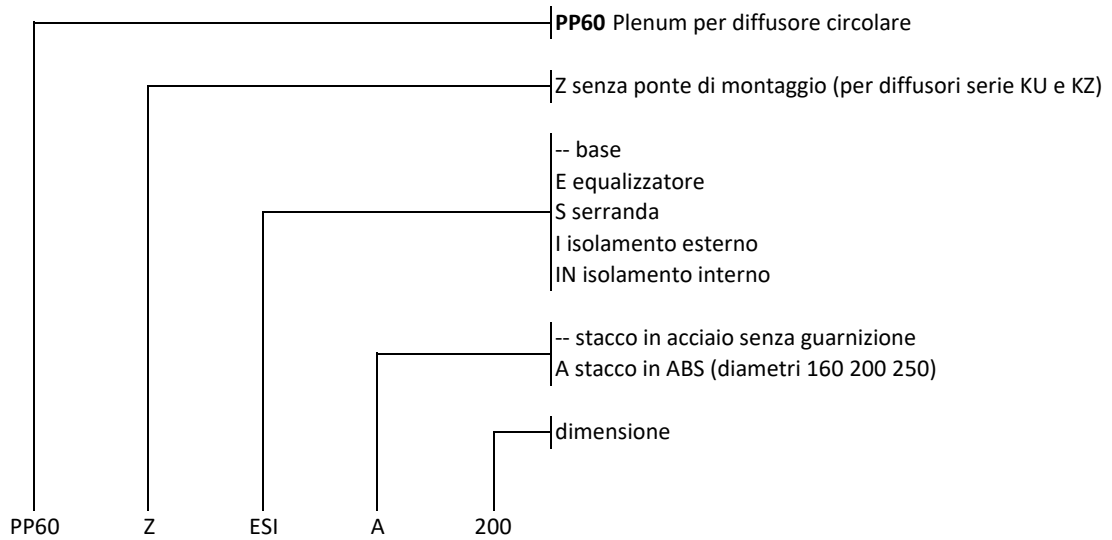 PP60 Plenum per diffusore circolare
Z senza ponte di montaggio (per diffusori serie KU e KZ)
-- base
E equalizzatore
S serranda
I isolamento esterno
IN isolamento interno
-- stacco in acciaio senza guarnizione
A stacco in ABS (diametri 160 200 250)
dimensione
PP60 Z ESI A 200